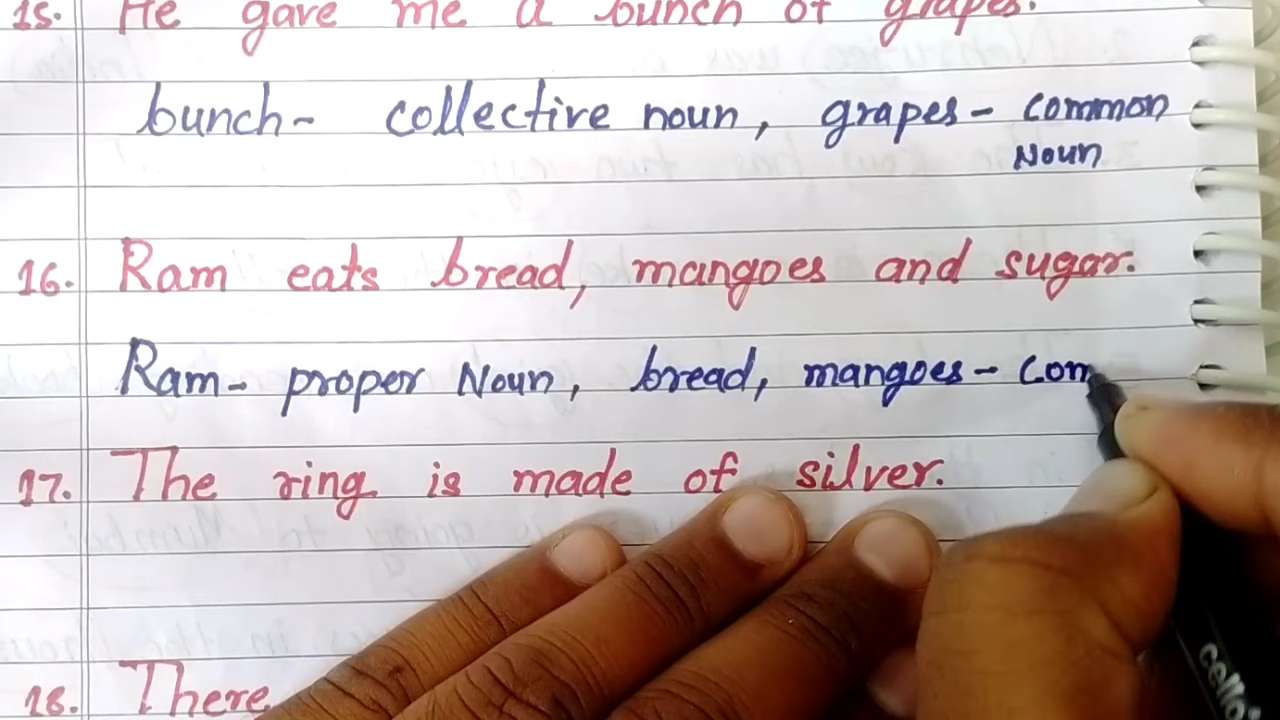 15. He gave me a bunch of grapes.
bunch- collective noun, grapes- common
Noun
16. Ram eats bread, mangoes and sugar.
Ram- proper Noun, bread, mangoes- com
17. The ring is made of silver.
18. There
cello